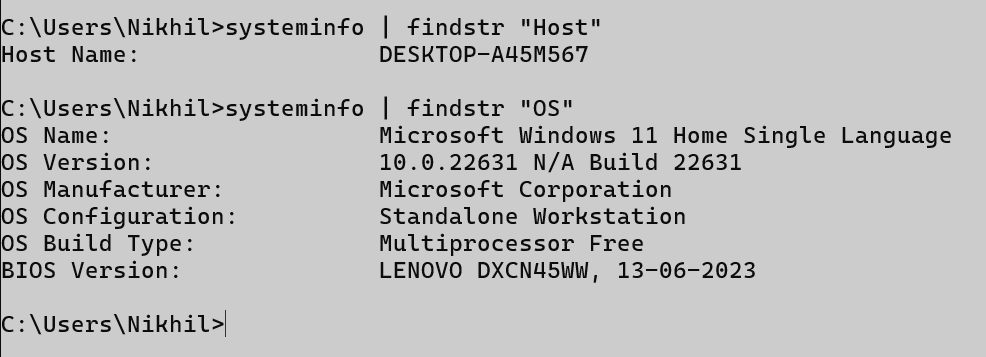 C:\Users\Nikhil>systeminfo | findstr "Host"
Host Name:                 DESKTOP-A45M567
C:\Users\Nikhil>systeminfo | findstr "OS"
OS Name:                   Microsoft Windows 11 Home Single Language
OS Version:                10.0.22631 N/A Build 22631
OS Manufacturer:           Microsoft Corporation
OS Configuration:          Standalone Workstation
OS Build Type:             Multiprocessor Free
BIOS Version:              LENOVO DXCN45WW, 13-06-2023
C:\Users\Nikhil>